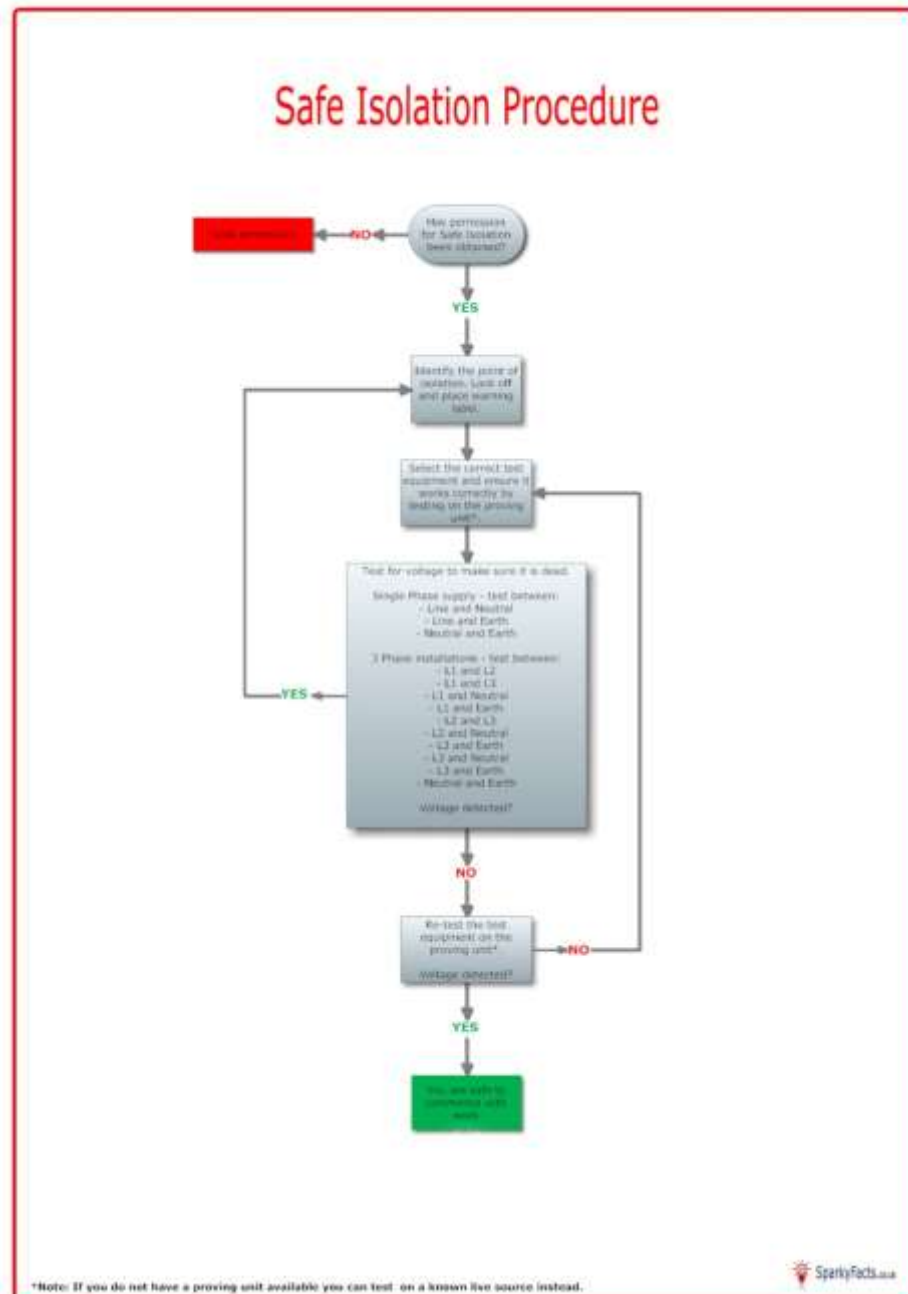 Safe Isolation Procedure
Has permission
for Safe Isolation
been obtained?
NO
YES
Identify the point of
isolation. Lock off
and place warning
label.
Select the correct test
equipment and ensure it
works correctly by
testing on the proving
unit*.
Test for voltage to make sure it is dead.
Single Phase supply - test between:
- Line and Neutral
- Line and Earth
- Neutral and Earth
3 Phase installations - test between:
- L1 and L2
- L1 and L3
- L1 and Neutral
- L1 and Earth
- L2 and L3
- L2 and Neutral
- L2 and Earth
- L3 and Neutral
- L3 and Earth
- Neutral and Earth
Voltage detected?
YES
NO
Re-test the test
equipment on the
proving unit*
Voltage detected?
NO
YES
You are safe to
commence with
work
*Note: If you do not have a proving unit available you can test on a known live source instead.
SparkyFacts.co.uk